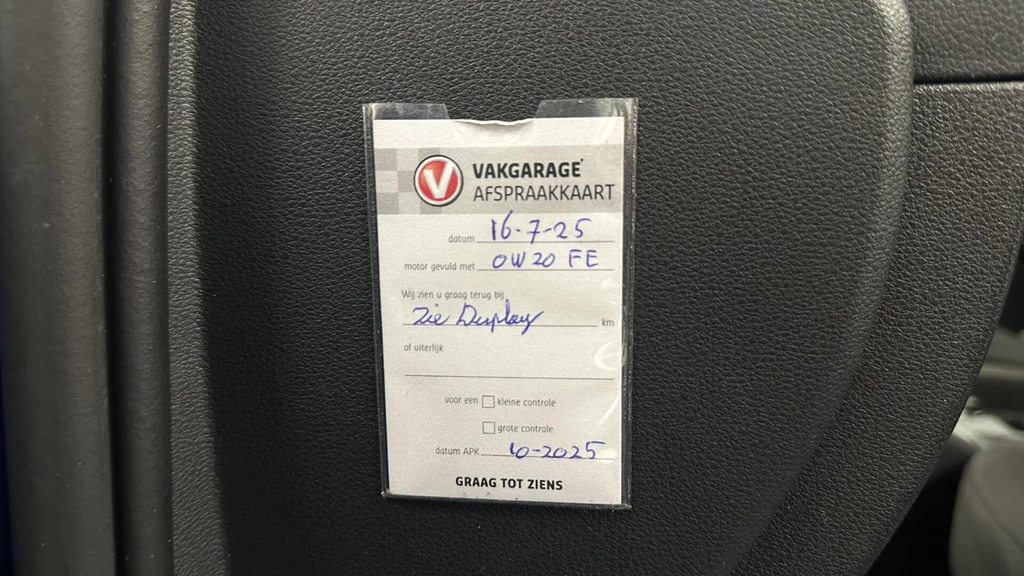 V VAKGARAGE
AFSPRAAKKAART
datum 16-7-25
motor gevuld met 0W20 FE
Wij zien u graag terug bij
Zie Display km
of uiterlijk
voor een kleine controle
grote controle
datum APK 10-2025
GRAAG TOT ZIENS